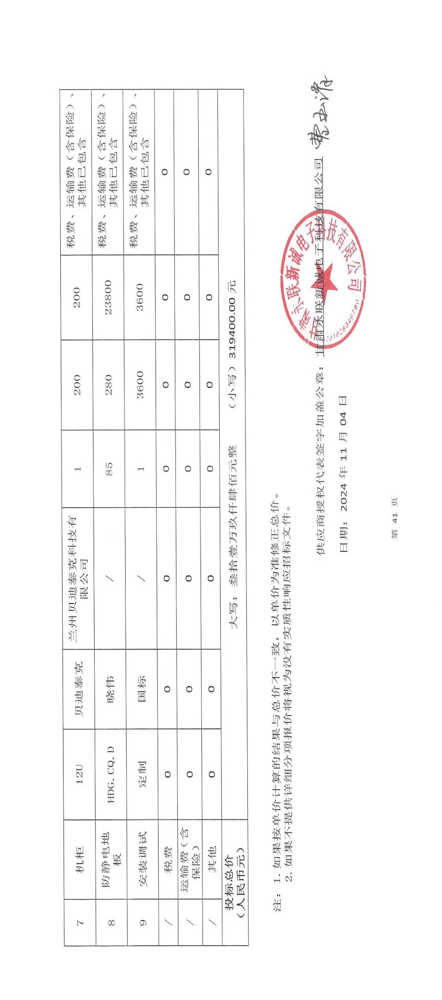 7 机柜 12U 贝迪泰克 兰州贝迪泰克科技有限公司 1 200 200 税费、运输费（含保险）、其他已包含
8 防静电地板 HDG.CQ.D 晓伟 / 85 280 23800 税费、运输费（含保险）、其他已包含
9 安装调试 定制 国标 / 1 3600 3600 税费、运输费（含保险）、其他已包含
/ 税费 0 0 0 0 0 0 0
/ 运输费（含保险） 0 0 0 0 0 0 0
/ 其他 0 0 0 0 0 0 0
投标总价（人民币元） 大写： 叁拾壹万玖仟肆佰元整 （小写）319400.00 元
注： 1. 如果按单价计算的结果与总价不一致，以单价为准修正总价。
2. 如果不提供详细分项报价将视为没有实质性响应招标文件。
供应商授权代表签字加盖公章：甘肃永联新诚电子科技有限公司
甘肃永联新诚电子科技有限公司
日期： 2024 年 11 月 04 日
第 41 页